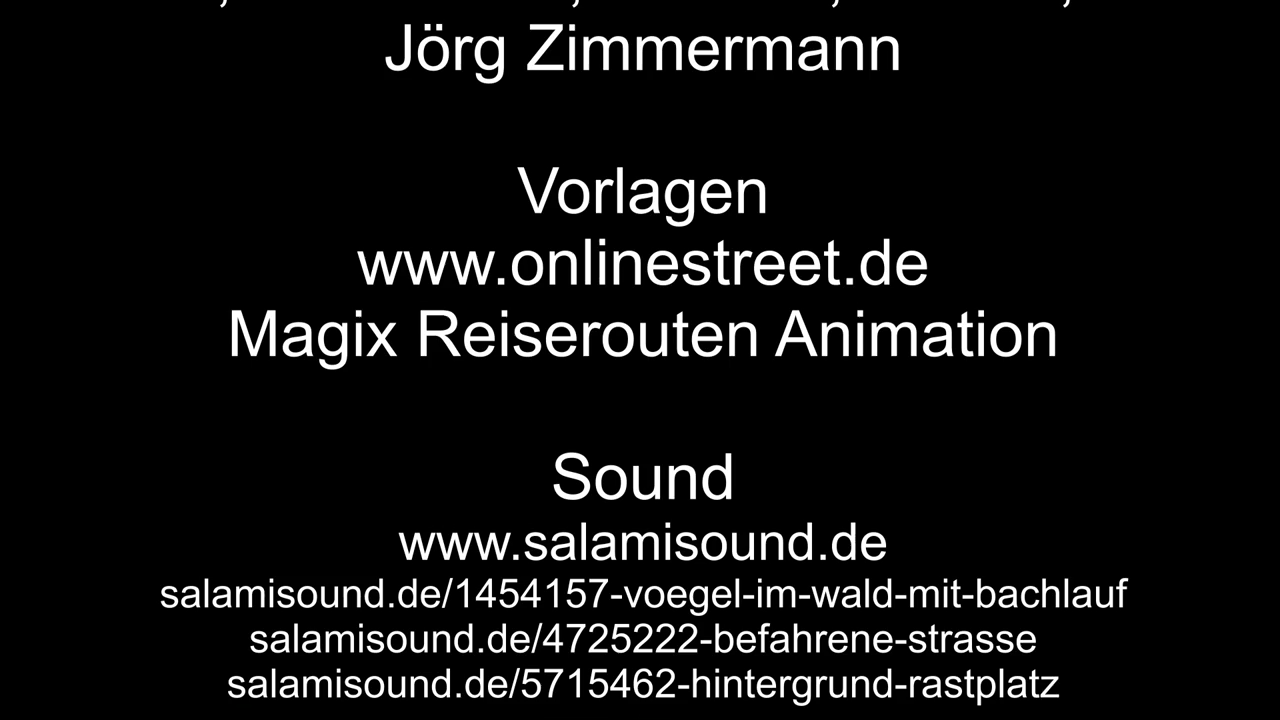 Jörg Zimmermann
Vorlagen
www.onlinestreet.de
Magix Reiserouten Animation
Sound
www.salamisound.de
salamisound.de/1454157-voegel-im-wald-mit-bachlauf
salamisound.de/4725222-befahrene-strasse
salamisound.de/5715462-hintergrund-rastplatz